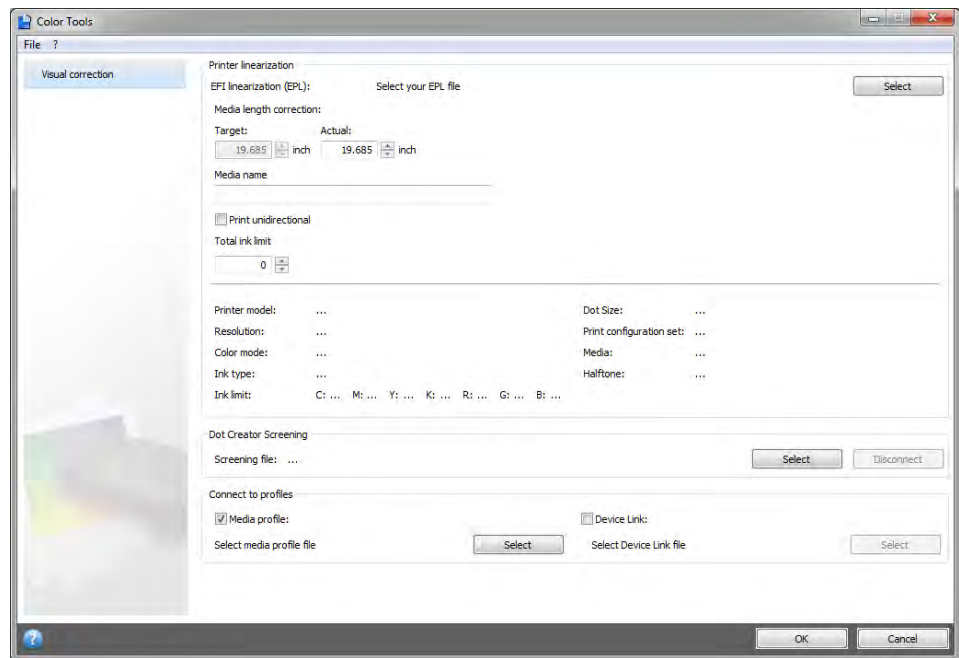 Color Tools
File ?
Visual correction
Printer linearization
EFI linearization (EPL): Select your EPL file Select
Media length correction:
Target: Actual:
19.685 inch 19.685 inch
Media name
Print unidirectional
Total ink limit
0
Printer model: ... Dot Size: ...
Resolution: ... Print configuration set: ...
Color mode: ... Media: ...
Ink type: ... Halftone: ...
Ink limit: C: ... M: ... Y: ... K: ... R: ... G: ... B: ...
Dot Creator Screening
Screening file: ... Select Disconnect
Connect to profiles
Media profile: Device Link:
Select media profile file Select Select Device Link file Select
? OK Cancel